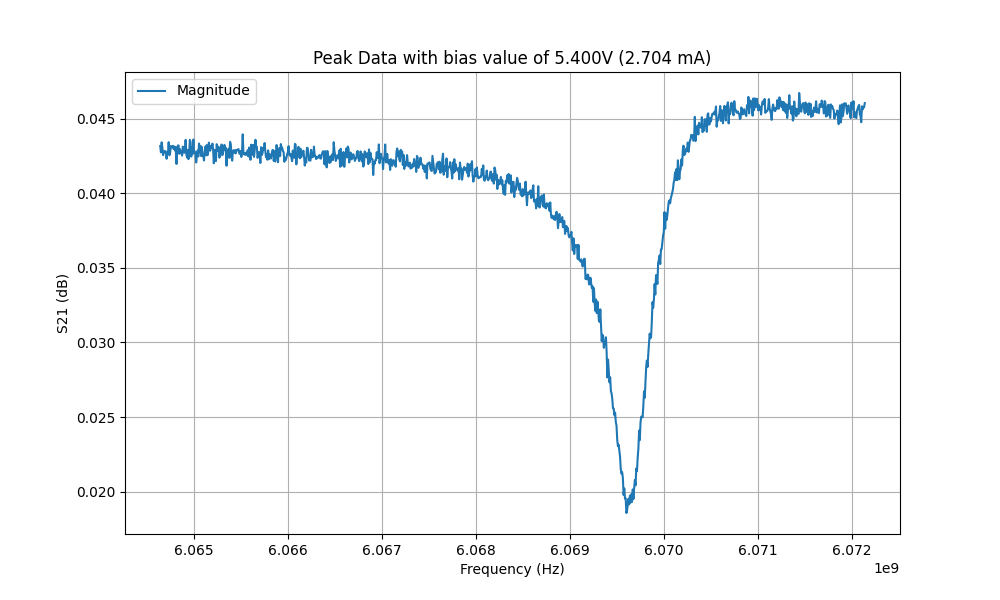 Peak Data with bias value of 5.400V (2.704 mA)
Magnitude
0.045
0.040
0.035
0.030
0.025
0.020
S21 (dB)
6.065 6.066 6.067 6.068 6.069 6.070 6.071 6.072
1e9
Frequency (Hz)